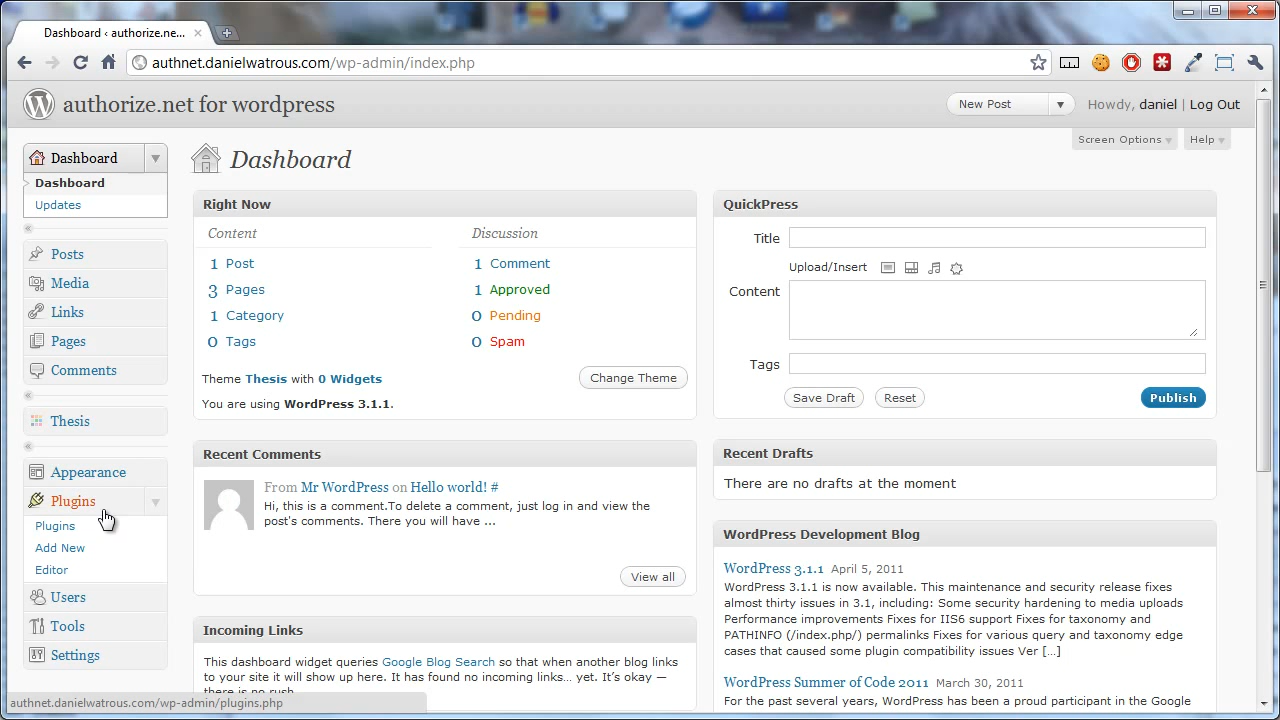 Dashboard ‹ authorize.ne...
authnet.danielwatrous.com/wp-admin/index.php
authorize.net for wordpress
New Post
Howdy, daniel | Log Out
Screen Options
Help
Dashboard
Dashboard
Updates
Posts
Media
Links
Pages
Comments
Thesis
Appearance
Plugins
Plugins
Add New
Editor
Users
Tools
Settings
Dashboard
Right Now
Content
Discussion
1 Post
1 Comment
3 Pages
1 Approved
1 Category
0 Pending
0 Tags
0 Spam
Theme Thesis with 0 Widgets
Change Theme
You are using WordPress 3.1.1.
Recent Comments
From Mr WordPress on Hello world! #
Hi, this is a comment.To delete a comment, just log in and view the
post's comments. There you will have ...
View all
Incoming Links
This dashboard widget queries Google Blog Search so that when another blog links
to your site it will show up here. It has found no incoming links… yet. It's okay —
there is no rush.
QuickPress
Title
Upload/Insert
Content
Tags
Save Draft
Reset
Publish
Recent Drafts
There are no drafts at the moment
WordPress Development Blog
WordPress 3.1.1 April 5, 2011
WordPress 3.1.1 is now available. This maintenance and security release fixes
almost thirty issues in 3.1, including: Some security hardening to media uploads
Performance improvements Fixes for IIS6 support Fixes for taxonomy and
PATHINFO (/index.php/) permalinks Fixes for various query and taxonomy edge
cases that caused some plugin compatibility issues Ver […]
WordPress Summer of Code 2011 March 30, 2011
For the past several years, WordPress has been a proud participant in the Google
authnet.danielwatrous.com/wp-admin/plugins.php